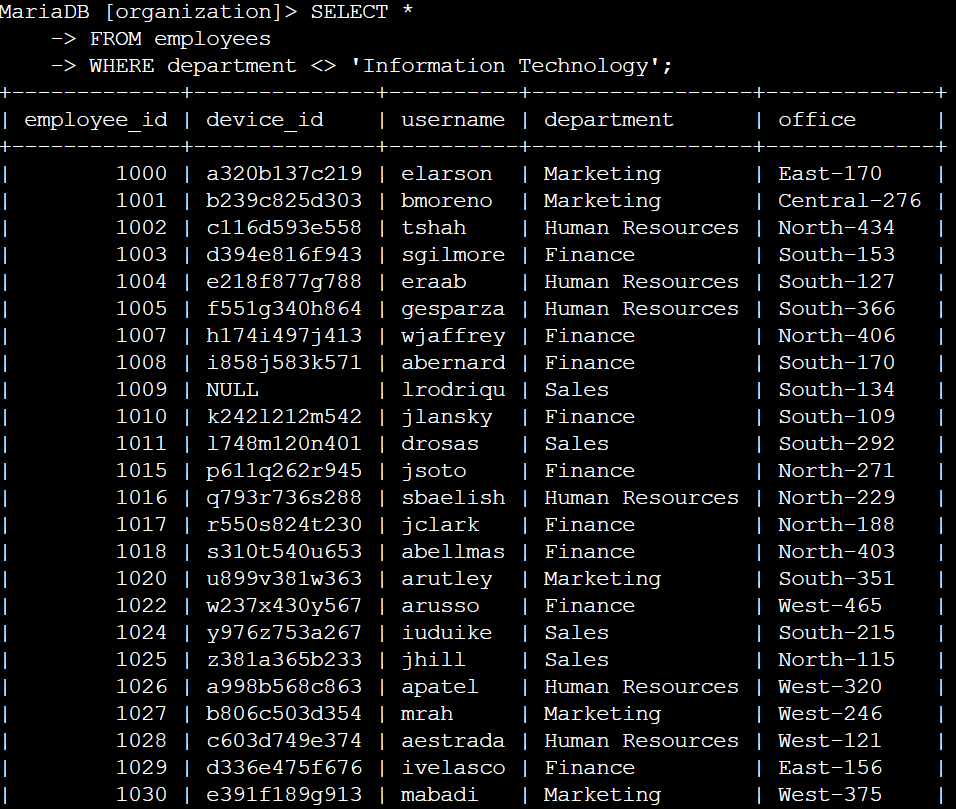 MariaDB [organization]> SELECT *
    -> FROM employees
    -> WHERE department <> 'Information Technology';
+-------------+--------------+----------+-----------------+-------------+
| employee_id | device_id    | username | department      | office      |
+-------------+--------------+----------+-----------------+-------------+
|        1000 | a320b137c219 | elarson  | Marketing       | East-170    |
|        1001 | b239c825d303 | bmoreno  | Marketing       | Central-276 |
|        1002 | c116d593e558 | tshah    | Human Resources | North-434   |
|        1003 | d394e816f943 | sgilmore | Finance         | South-153   |
|        1004 | e218f877g788 | eraab    | Human Resources | South-127   |
|        1005 | f551g340h864 | gesparza | Human Resources | South-366   |
|        1007 | h174i497j413 | wjaffrey | Finance         | North-406   |
|        1008 | i858j583k571 | abernard | Finance         | South-170   |
|        1009 | NULL         | lrodriqu | Sales           | South-134   |
|        1010 | k242l212m542 | jlansky  | Finance         | South-109   |
|        1011 | l748m120n401 | drosas   | Sales           | South-292   |
|        1015 | p611q262r945 | jsoto    | Finance         | North-271   |
|        1016 | q793r736s288 | sbaelish | Human Resources | North-229   |
|        1017 | r550s824t230 | jclark   | Finance         | North-188   |
|        1018 | s310t540u653 | abellmas | Finance         | North-403   |
|        1020 | u899v381w363 | arutley  | Marketing       | South-351   |
|        1022 | w237x430y567 | arusso   | Finance         | West-465    |
|        1024 | y976z753a267 | iuduike  | Sales           | South-215   |
|        1025 | z381a365b233 | jhill    | Sales           | North-115   |
|        1026 | a998b568c863 | apatel   | Human Resources | West-320    |
|        1027 | b806c503d354 | mrah     | Marketing       | West-246    |
|        1028 | c603d749e374 | aestrada | Human Resources | West-121    |
|        1029 | d336e475f676 | ivelasco | Finance         | East-156    |
|        1030 | e391f189g913 | mabadi   | Marketing       | West-375    |